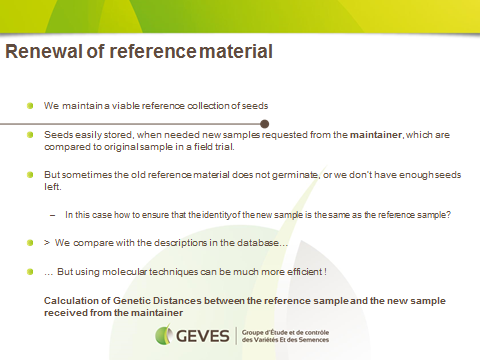 Renewal of reference material
We maintain a viable reference collection of seeds
Seeds easily stored, when needed new samples requested from the maintainer, which are
compared to original sample in a field trial.
But sometimes the old reference material does not germinate, or we don't have enough seeds
left.
– In this case how to ensure that the identity of the new sample is the same as the reference sample?
> We compare with the descriptions in the database…
… But using molecular techniques can be much more efficient !
Calculation of Genetic Distances between the reference sample and the new sample
received from the maintainer
GEVES
Groupe d'Étude et de contrôle
des Variétés Et des Semences